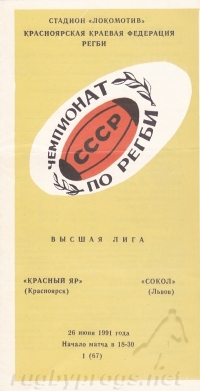 СТАДИОН «ЛОКОМОТИВ»
КРАСНОЯРСКАЯ КРАЕВАЯ ФЕДЕРАЦИЯ
РЕГБИ
ЧЕМПИОНАТ
СССР
ПО РЕГБИ
ВЫСШАЯ ЛИГА
«КРАСНЫЙ ЯР» «СОКОЛ»
(Красноярск) (Львов)
26 июня 1991 года
Начало матча в 18-30
1 (67)
rugbyprogs.net